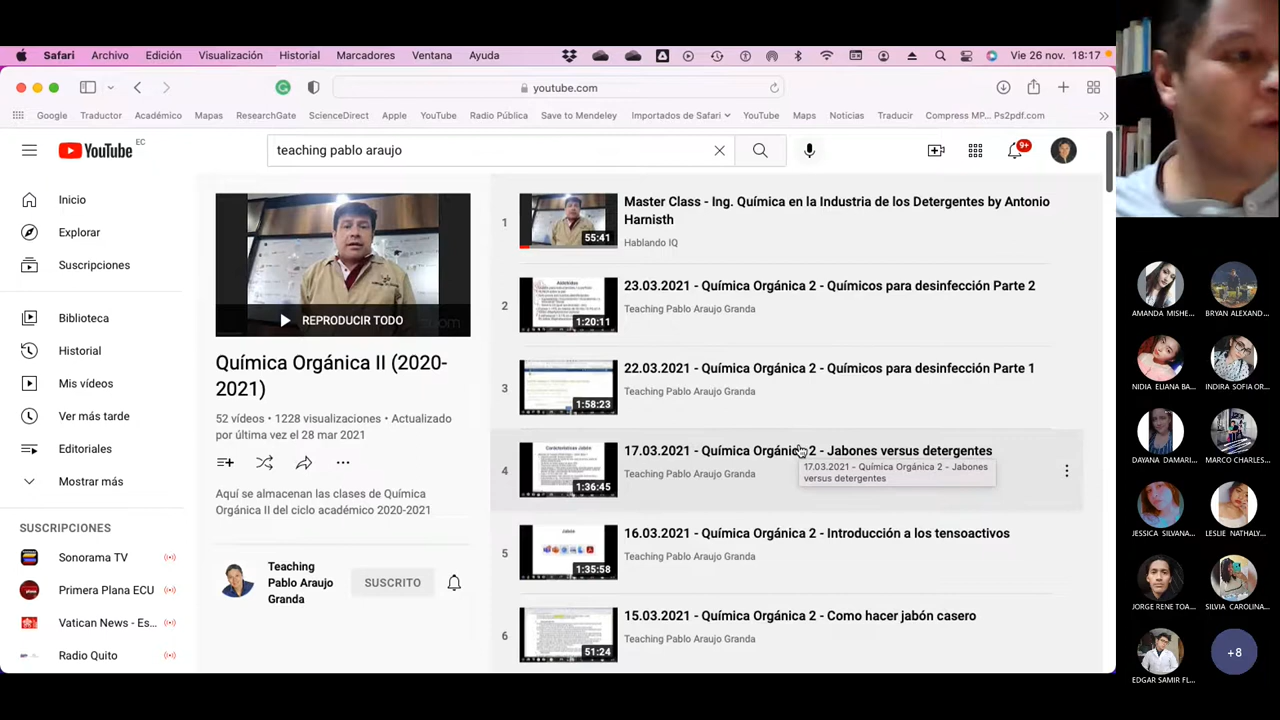 Safari Archivo Edición Visualización Historial Marcadores Ventana Ayuda Vie 26 nov. 18:17
youtube.com
Google Traductor Académico Mapas ResearchGate ScienceDirect Apple YouTube Radio Pública Save to Mendeley Importados de Safari YouTube Maps Noticias Traducir Compress MP... Ps2pdf.com
YouTube EC
teaching pablo araujo
9+
Inicio
Explorar
Suscripciones
Biblioteca
Historial
Mis vídeos
Ver más tarde
Editoriales
Mostrar más
SUSCRIPCIONES
Sonorama TV
Primera Plana ECU
Vatican News - Es...
Radio Quito
REPRODUCIR TODO
Química Orgánica II (2020-
2021)
52 vídeos • 1228 visualizaciones • Actualizado
por última vez el 28 mar 2021
Aquí se almacenan las clases de Química
Orgánica II del ciclo académico 2020-2021
Teaching
Pablo Araujo
Granda
SUSCRITO
1
55:41
Master Class - Ing. Química en la Industria de los Detergentes by Antonio
Harnisth
Hablando IQ
2
1:20:11
23.03.2021 - Química Orgánica 2 - Químicos para desinfección Parte 2
Teaching Pablo Araujo Granda
3
1:58:23
22.03.2021 - Química Orgánica 2 - Químicos para desinfección Parte 1
Teaching Pablo Araujo Granda
4
1:36:45
17.03.2021 - Química Orgánica 2 - Jabones versus detergentes
Teaching Pablo Araujo Granda
17.03.2021 - Química Orgánica 2 - Jabones
versus detergentes
5
1:35:58
16.03.2021 - Química Orgánica 2 - Introducción a los tensoactivos
Teaching Pablo Araujo Granda
6
51:24
15.03.2021 - Química Orgánica 2 - Como hacer jabón casero
Teaching Pablo Araujo Granda
AMANDA MISHE... BRYAN ALEXAND...
NIDIA ELIANA BA... INDIRA SOFIA OR...
DAYANA DAMARI... MARCO CHARLES...
JESSICA SILVANA... LESLIE NATHALY...
JORGE RENE TOA... SILVIA CAROLINA...
EDGAR SAMIR FL... +8